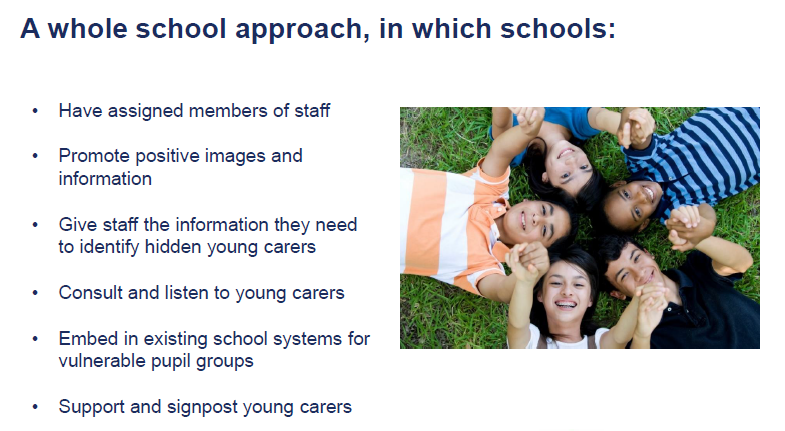 A whole school approach, in which schools:
• Have assigned members of staff
• Promote positive images and
information
• Give staff the information they need
to identify hidden young carers
• Consult and listen to young carers
• Embed in existing school systems for
vulnerable pupil groups
• Support and signpost young carers